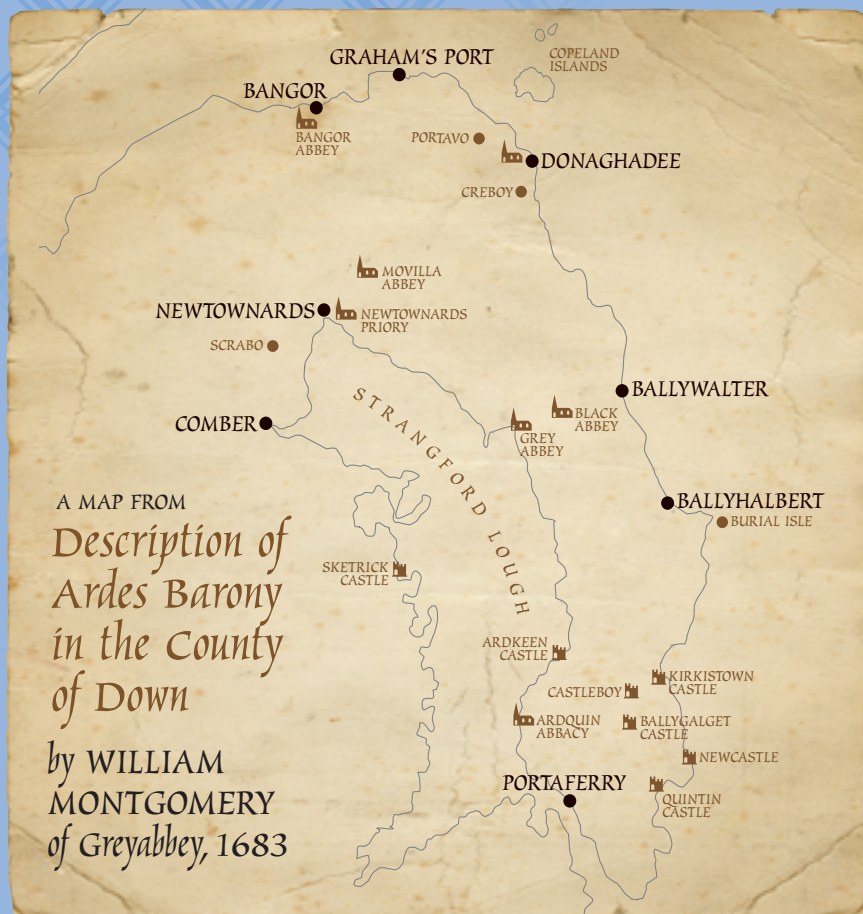 COPELAND
ISLANDS
GRAHAM'S PORT
BANGOR
BANGOR
ABBEY
PORTAVO
DONAGHADEE
CREBOY
MOVILLA
ABBEY
NEWTOWNARDS
NEWTOWNARDS
PRIORY
SCRABO
BALLYWALTER
STRANGFORD LOUGH
BLACK
ABBEY
COMBER
GREY
ABBEY
BALLYHALBERT
BURIAL ISLE
A MAP FROM
Description of
Ardes Barony
in the County
of Down
by WILLIAM
MONTGOMERY
of Greyabbey, 1683
SKETRICK
CASTLE
ARDKEEN
CASTLE
KIRKISTOWN
CASTLE
CASTLEBOY
ARDQUIN
ABBACY
BALLYGALGET
CASTLE
NEWCASTLE
PORTAFERRY
QUINTIN
CASTLE